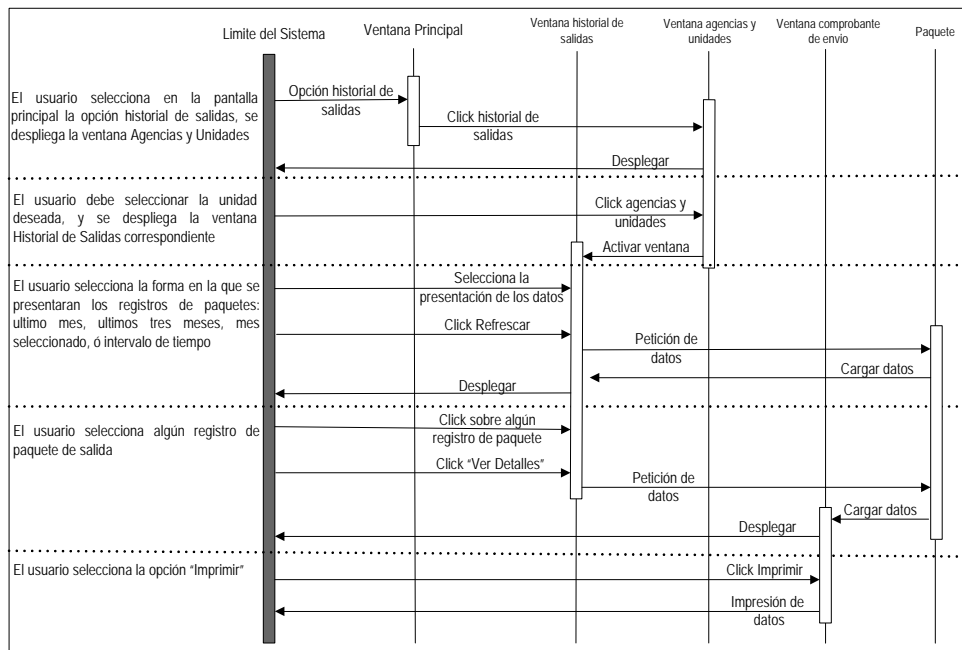 Limite del Sistema
Ventana Principal
Ventana historial de
salidas
Ventana agencias y
unidades
Ventana comprobante
de envio
Paquete
El usuario selecciona en la pantalla
principal la opción historial de salidas, se
despliega la ventana Agencias y Unidades
Opción historial de
salidas
Click historial de
salidas
Desplegar
El usuario debe seleccionar la unidad
deseada, y se despliega la ventana
Historial de Salidas correspondiente
Click agencias y
unidades
Activar ventana
El usuario selecciona la forma en la que se
presentaran los registros de paquetes:
ultimo mes, ultimos tres meses, mes
seleccionado, ó intervalo de tiempo
Selecciona la
presentación de los datos
Click Refrescar
Petición de
datos
Cargar datos
Desplegar
El usuario selecciona algún registro de
paquete de salida
Click sobre algún
registro de paquete
Click “Ver Detalles”
Petición de
datos
Cargar datos
Desplegar
El usuario selecciona la opción “Imprimir”
Click Imprimir
Impresión de
datos